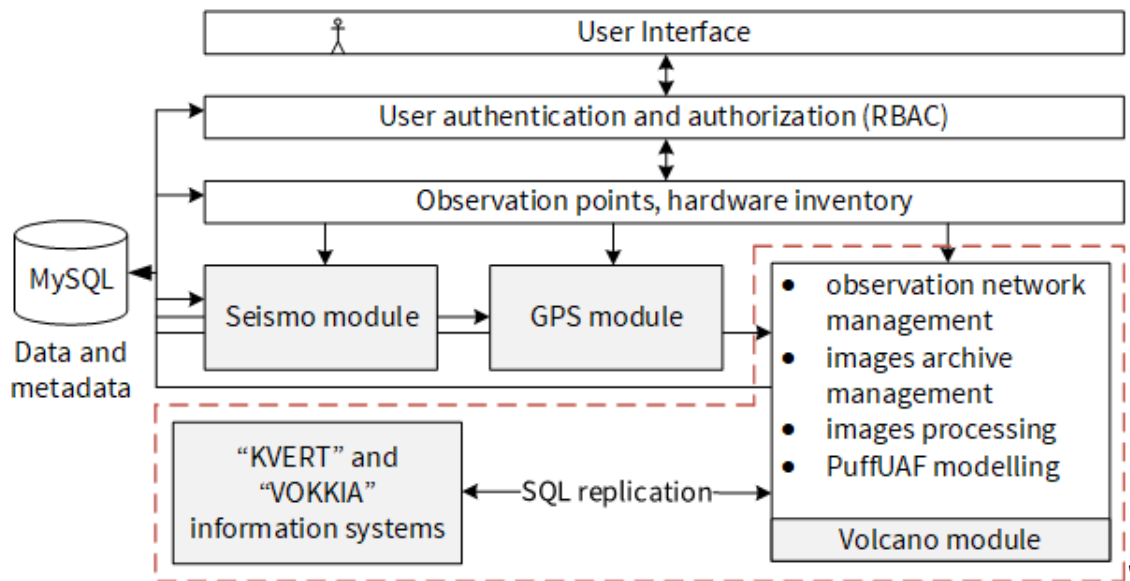 User Interface
User authentication and authorization (RBAC)
Observation points, hardware inventory
MySQL
Data and
metadata
Seismo module
GPS module
• observation network
management
• images archive
management
• images processing
• PuffUAF modelling
Volcano module
“KVERT” and
“VOKKIA”
information systems
SQL replication